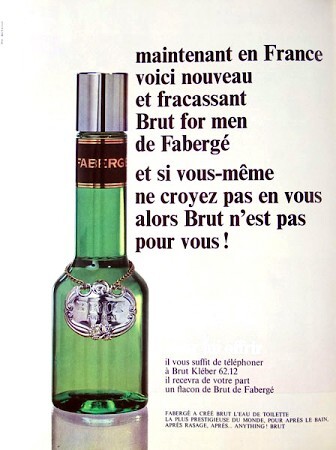 maintenant en France
voici nouveau
et fracassant
Brut for men
de Fabergé
et si vous-même
ne croyez pas en vous
alors Brut n'est pas
pour vous !
FABERGÉ
il vous suffit de téléphoner
à Brut Kléber 62.12
il recevra de votre part
un flacon de Brut de Fabergé
FABERGÉ A CRÉÉ BRUT L'EAU DE TOILETTE
LA PLUS PRESTIGIEUSE DU MONDE, POUR APRÈS LE BAIN,
APRÈS RASAGE, APRÈS... ANYTHING! BRUT